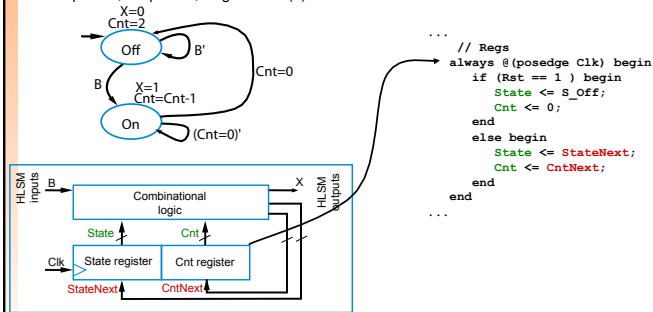 X=0
Cnt=2
Off
B'
B
X=1
Cnt=Cnt-1
Cnt=0
On
(Cnt=0)'
HLSM
inputs
B
Combinational
logic
X
HLSM
outputs
State
Cnt
Clk
State register
Cnt register
StateNext
CntNext
...
// Regs
always @(posedge Clk) begin
if (Rst == 1 ) begin
State <= S_Off;
Cnt <= 0;
end
else begin
State <= StateNext;
Cnt <= CntNext;
end
end
...